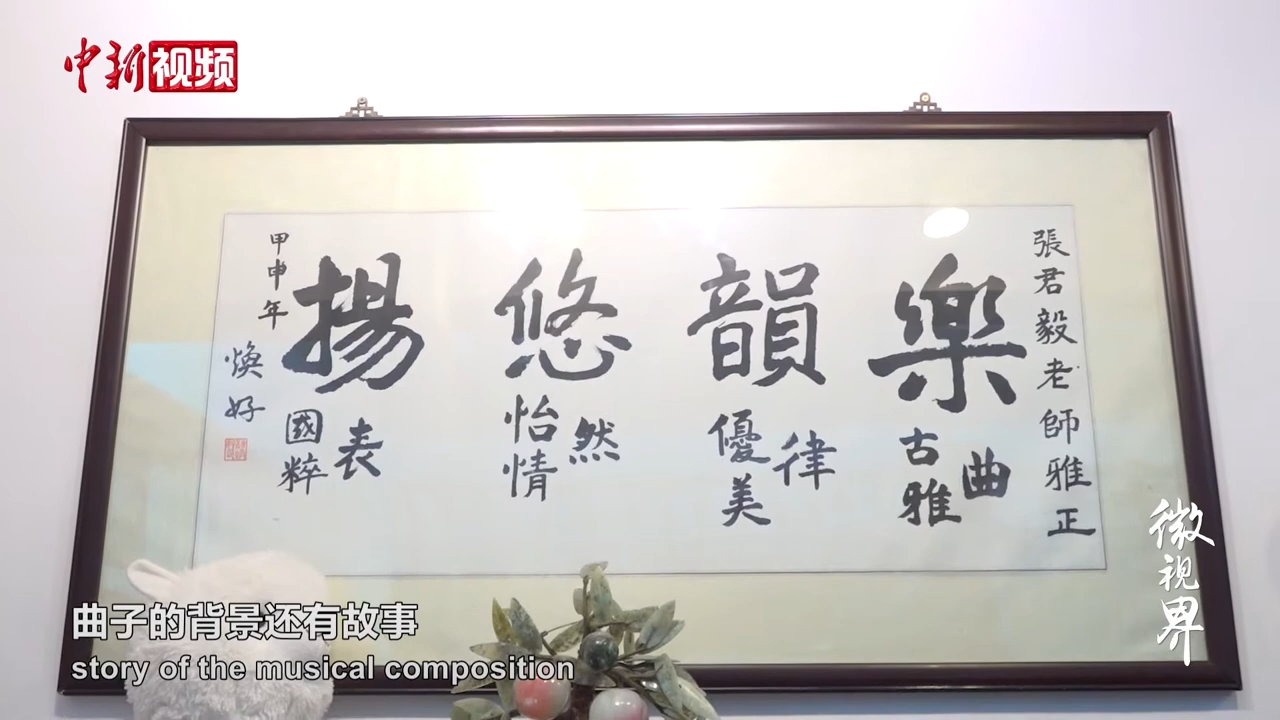 中新视频
張君毅老師雅正
樂
曲
古雅
韻
律
優美
悠
然
怡情
揚
表
國粹
甲申年
煥好
微視界
曲子的背景还有故事
story of the musical composition